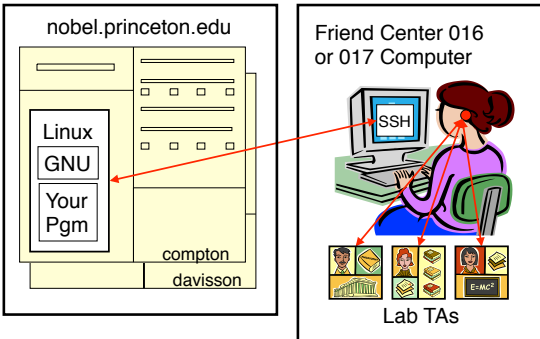 nobel.princeton.edu
Linux
GNU
Your
Pgm
compton
davisson
Friend Center 016
or 017 Computer
SSH
E=MC²
Lab TAs